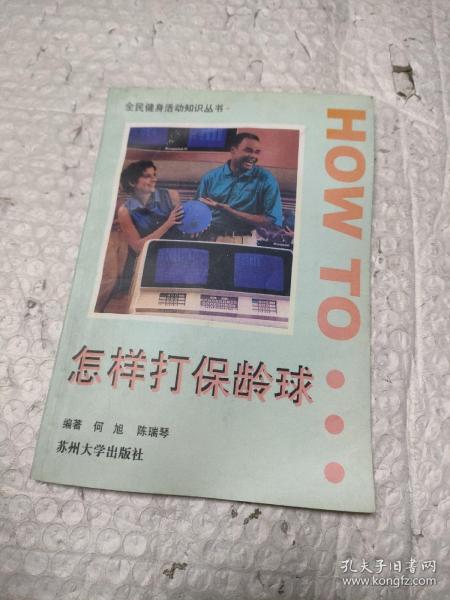 全民健身活动知识丛书·
HOW TO • • •
怎样打保龄球
编著 何旭 陈瑞琴
苏州大学出版社
孔夫子旧书网
www.kongfz.com